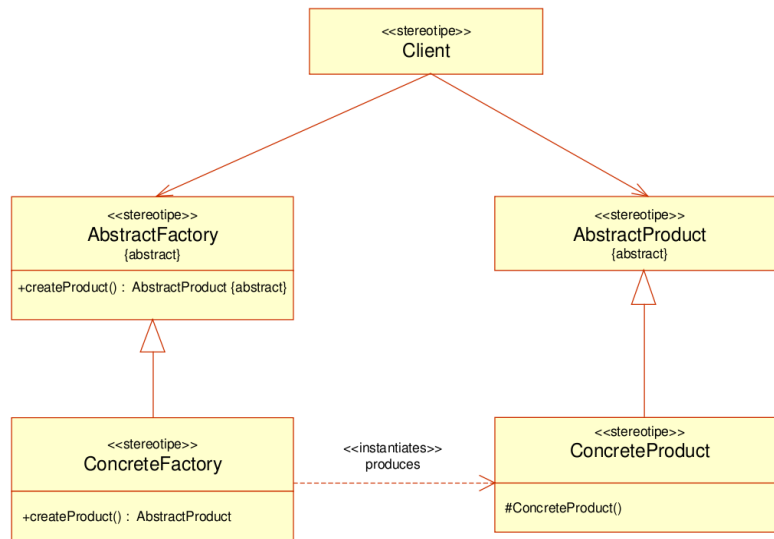 <<stereotipe>>
Client
<<stereotipe>>
AbstractFactory
{abstract}
+createProduct() : AbstractProduct {abstract}
<<stereotipe>>
AbstractProduct
{abstract}
<<stereotipe>>
ConcreteFactory
+createProduct() : AbstractProduct
<<instantiates>>
produces
<<stereotipe>>
ConcreteProduct
#ConcreteProduct()